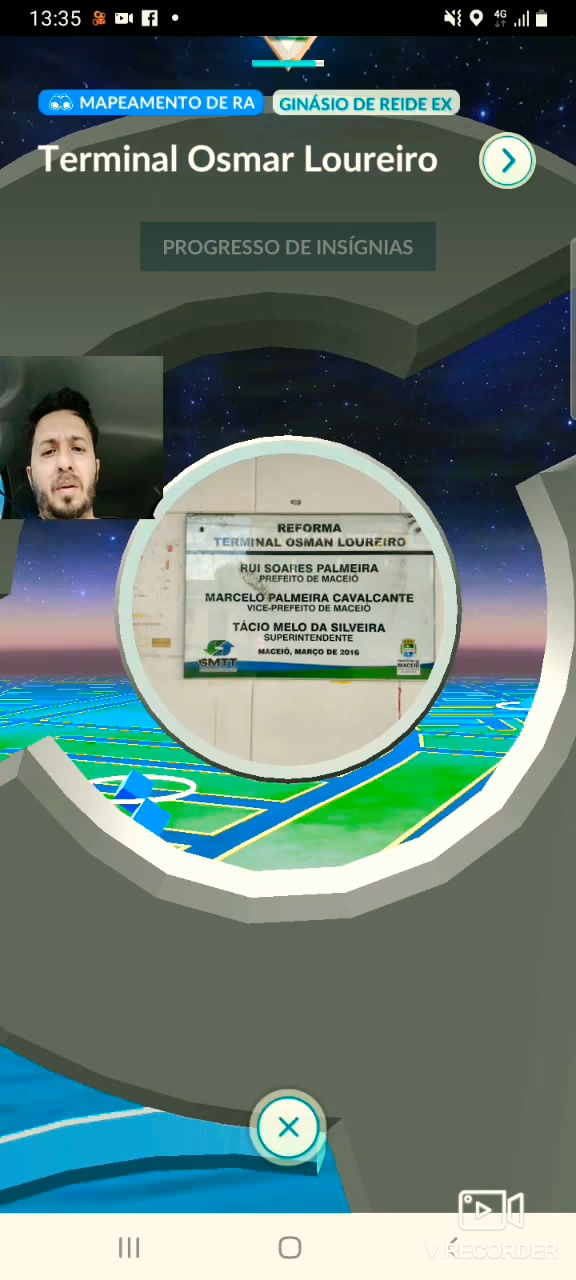 13:35
4G
MAPEAMENTO DE RA
GINÁSIO DE REIDE EX
Terminal Osmar Loureiro
PROGRESSO DE INSÍGNIAS
REFORMA
TERMINAL OSMAN LOUREIRO
RUI SOARES PALMEIRA
PREFEITO DE MACEIÓ
MARCELO PALMEIRA CAVALCANTE
VICE-PREFEITO DE MACEIÓ
TÁCIO MELO DA SILVEIRA
SUPERINTENDENTE
MACEIÓ, MARÇO DE 2016
SMTT
MACEIÓ
V RECORDER